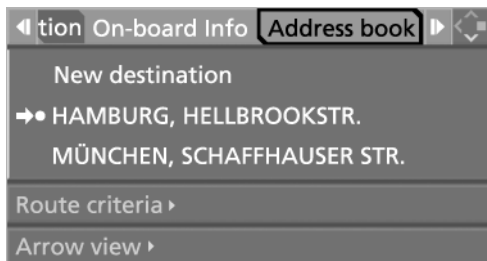 tion On-board Info Address book
New destination
HAMBURG, HELLBROOKSTR.
MÜNCHEN, SCHAFFHAUSER STR.
Route criteria
Arrow view